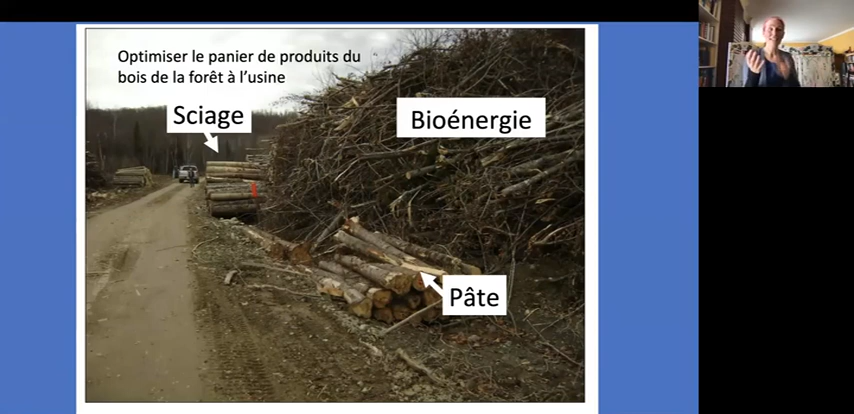 Optimiser le panier de produits du
bois de la forêt à l'usine
Sciage
Bioénergie
Pâte